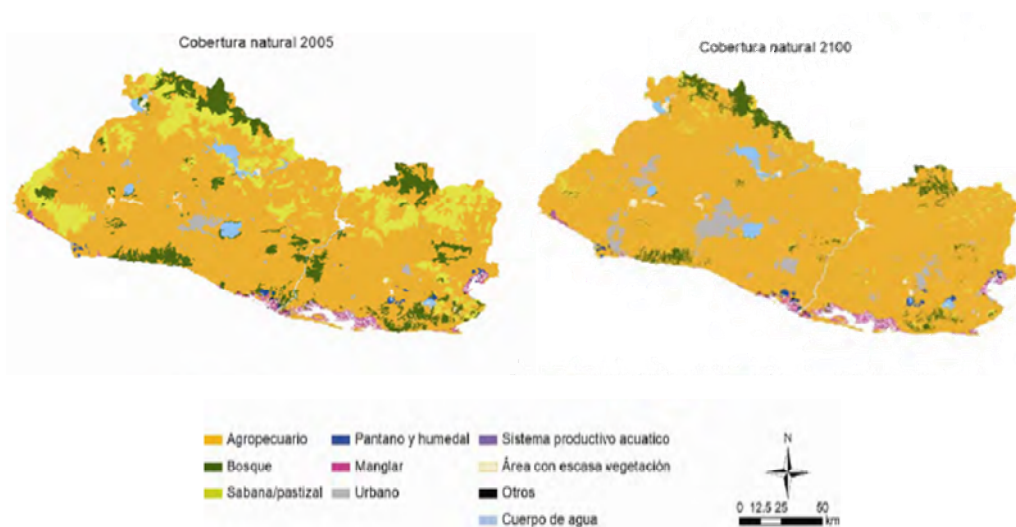 Cobertura natural 2005
Cobertura natural 2100
Agropecuario
Bosque
Sabana/pastizal
Pantano y humedal
Manglar
Urbano
Sistema productivo acuatico
Área con escasa vegetación
Otros
Cuerpo de agua
N
0 12.5 25 50
km